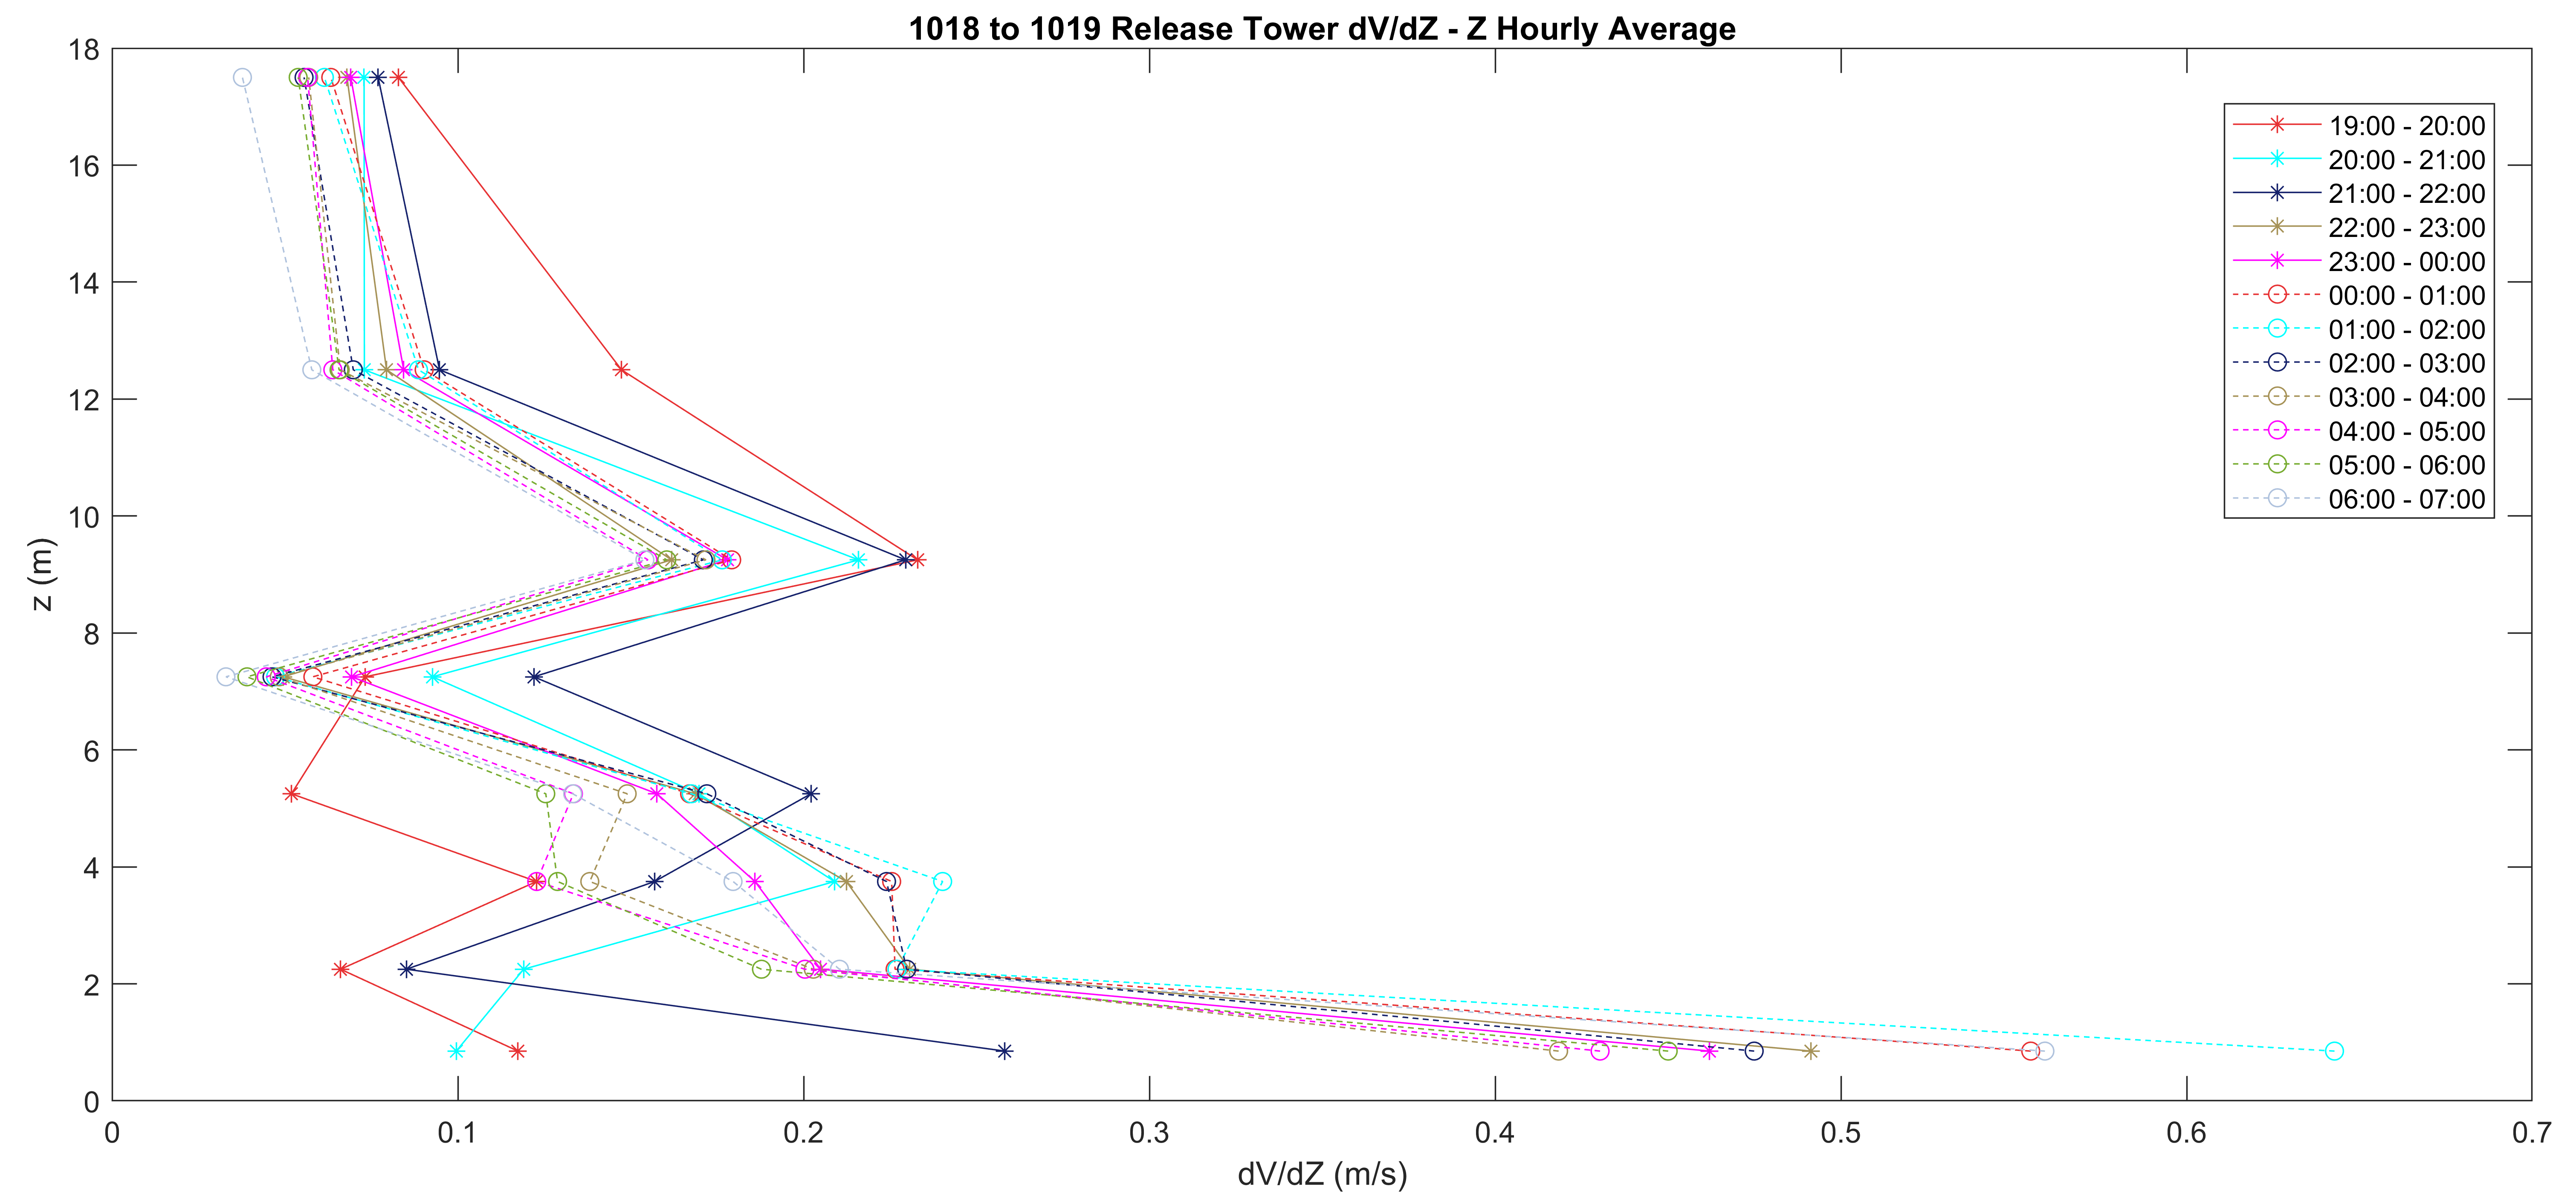 1018 to 1019 Release Tower dV/dZ - Z Hourly Average
18
16
14
12
10
8
6
4
2
0
z (m)
19:00 - 20:00
20:00 - 21:00
21:00 - 22:00
22:00 - 23:00
23:00 - 00:00
00:00 - 01:00
01:00 - 02:00
02:00 - 03:00
03:00 - 04:00
04:00 - 05:00
05:00 - 06:00
06:00 - 07:00
0 0.1 0.2 0.3 0.4 0.5 0.6 0.7
dV/dZ (m/s)